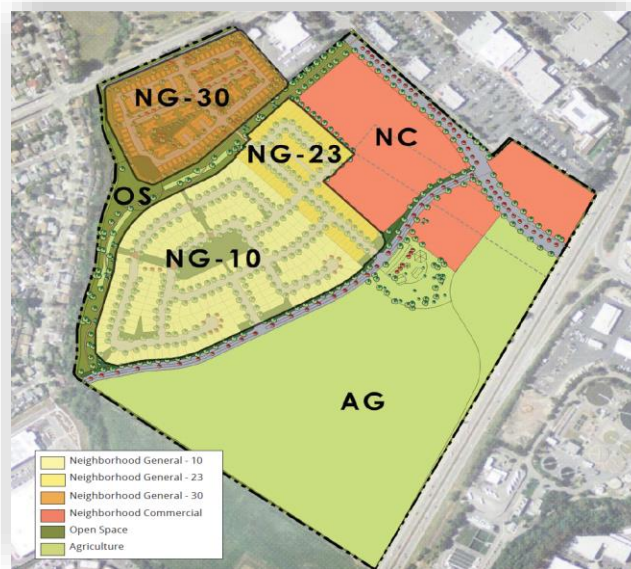 NG-30
NC
NG-23
OS
NG-10
AG
Neighborhood General - 10
Neighborhood General - 23
Neighborhood General - 30
Neighborhood Commercial
Open Space
Agriculture